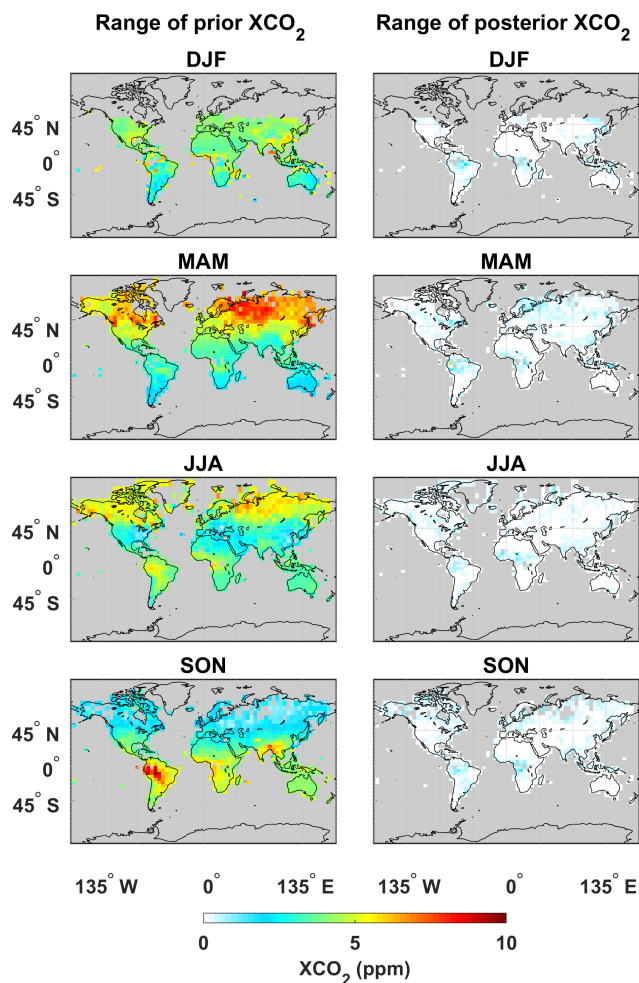 Range of prior XCO2 Range of posterior XCO2
DJF DJF
45° N
0°
45° S
MAM MAM
45° N
0°
45° S
JJA JJA
45° N
0°
45° S
SON SON
45° N
0°
45° S
135° W 0° 135° E 135° W 0° 135° E
0 5 10
XCO2 (ppm)